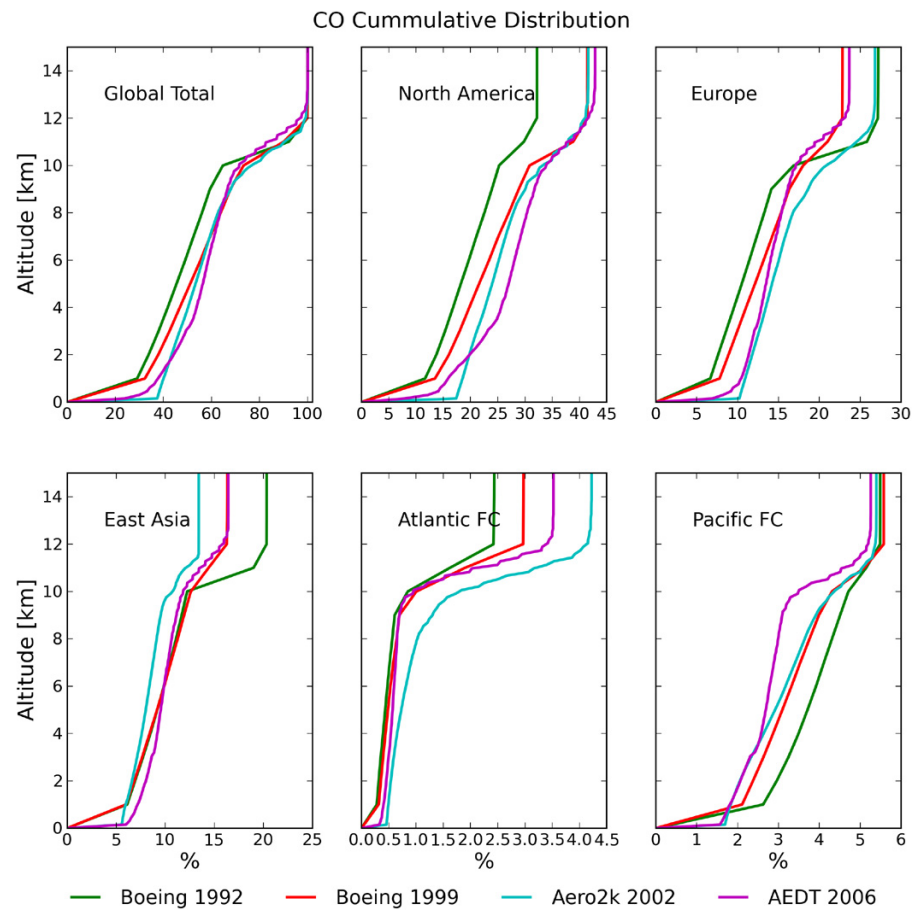 CO Cummulative Distribution
Global Total
North America
Europe
Altitude [km]
14
12
10
8
6
4
2
0
0 20 40 60 80 100
0 5 10 15 20 25 30 35 40 45
0 5 10 15 20 25 30
East Asia
Atlantic FC
Pacific FC
Altitude [km]
14
12
10
8
6
4
2
0
0 5 10 15 20 25
0.0 0.5 1.0 1.5 2.0 2.5 3.0 3.5 4.0 4.5
0 1 2 3 4 5 6
% % %
Boeing 1992 Boeing 1999 Aero2k 2002 AEDT 2006